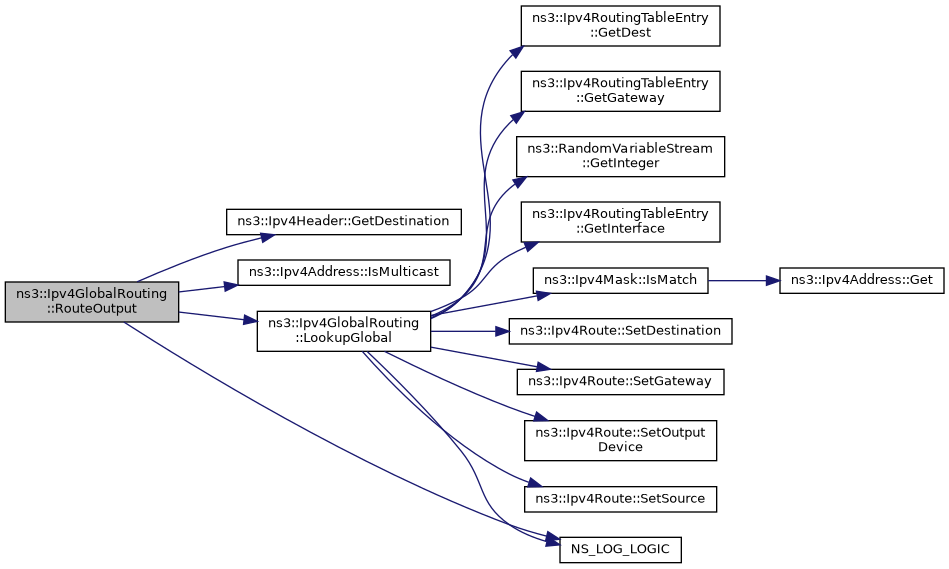 ns3::Ipv4GlobalRouting
::RouteOutput
ns3::Ipv4Header::GetDestination
ns3::Ipv4Address::IsMulticast
ns3::Ipv4GlobalRouting
::LookupGlobal
ns3::Ipv4RoutingTableEntry
::GetDest
ns3::Ipv4RoutingTableEntry
::GetGateway
ns3::RandomVariableStream
::GetInteger
ns3::Ipv4RoutingTableEntry
::GetInterface
ns3::Ipv4Mask::IsMatch
ns3::Ipv4Address::Get
ns3::Ipv4Route::SetDestination
ns3::Ipv4Route::SetGateway
ns3::Ipv4Route::SetOutput
Device
ns3::Ipv4Route::SetSource
NS_LOG_LOGIC